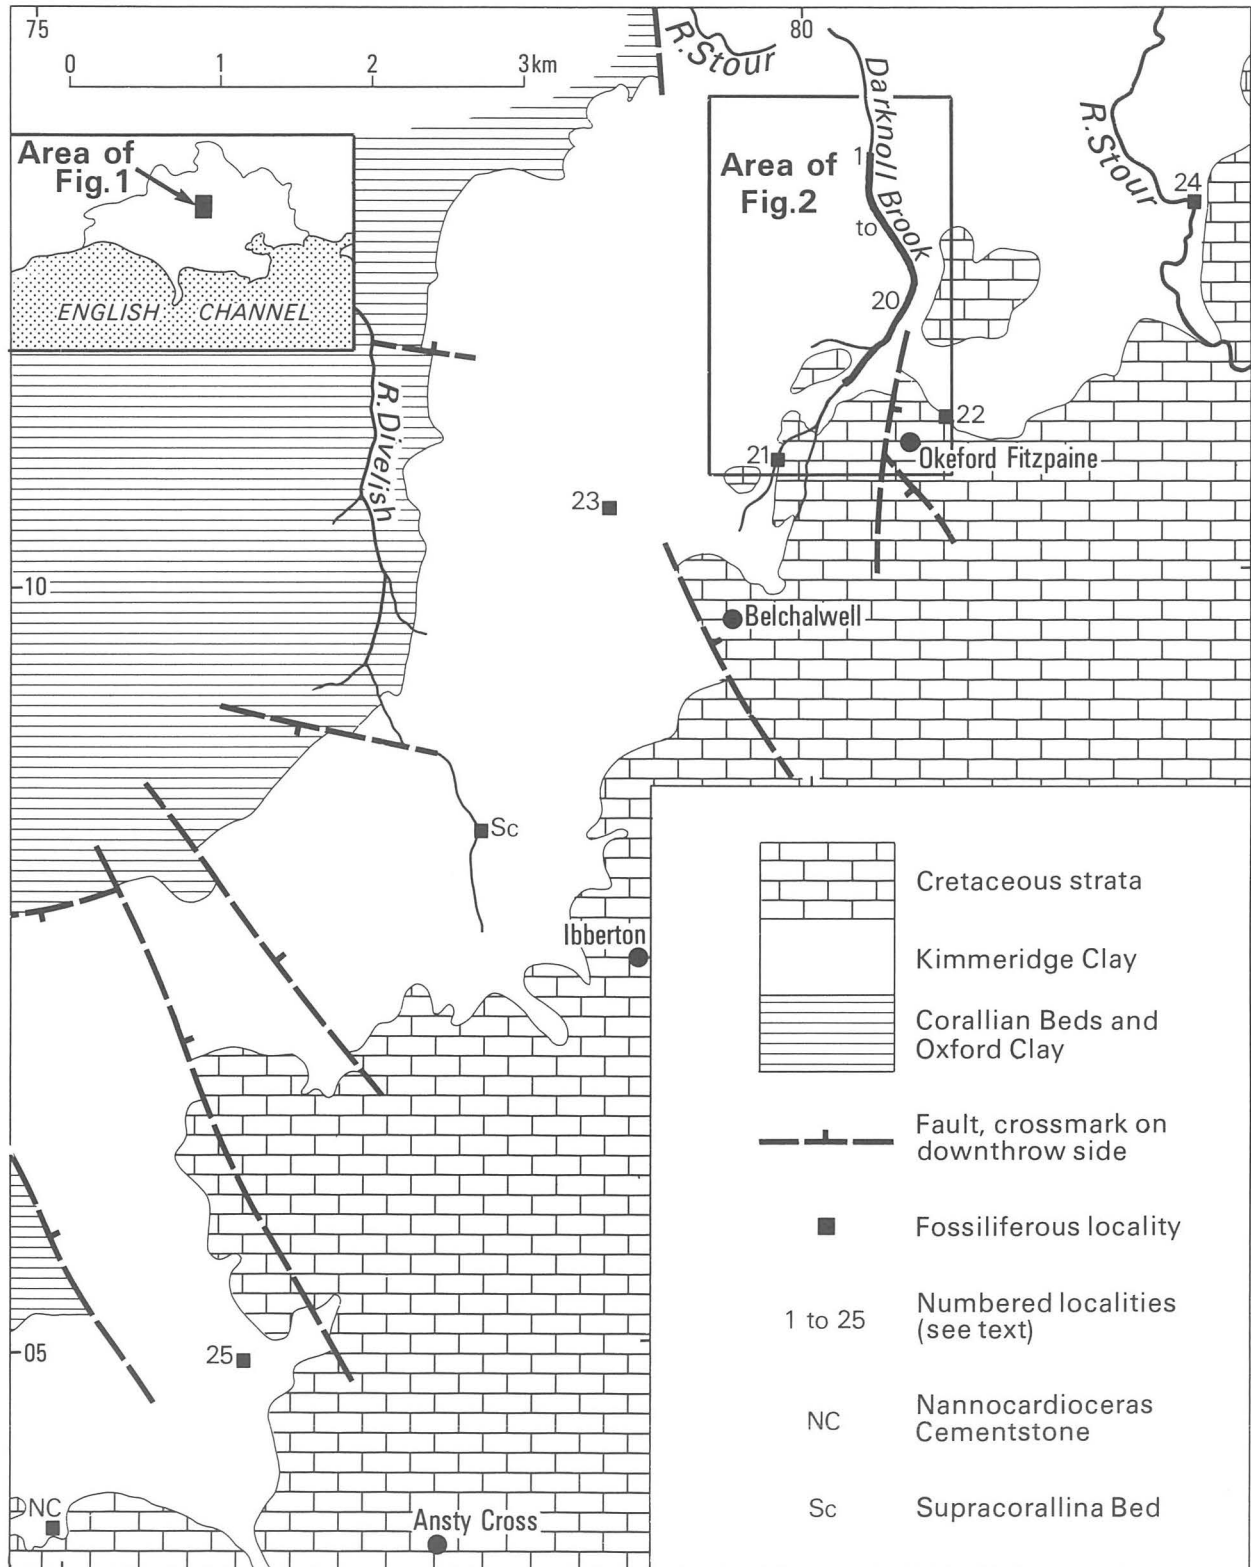 75
80
0 1 2 3km
R.Stour
Darknoll Brook
R.Stour
Area of
Fig.1
ENGLISH CHANNEL
Area of
Fig.2
1
to
20
24
22
21
Okeford Fitzpaine
R.Divelish
23
10
Belchalwell
Sc
Ibberton
25
05
NC
Ansty Cross
Cretaceous strata
Kimmeridge Clay
Corallian Beds and
Oxford Clay
Fault, crossmark on
downthrow side
Fossiliferous locality
1 to 25 Numbered localities
(see text)
NC Nannocardioceras
Cementstone
Sc Supracorallina Bed